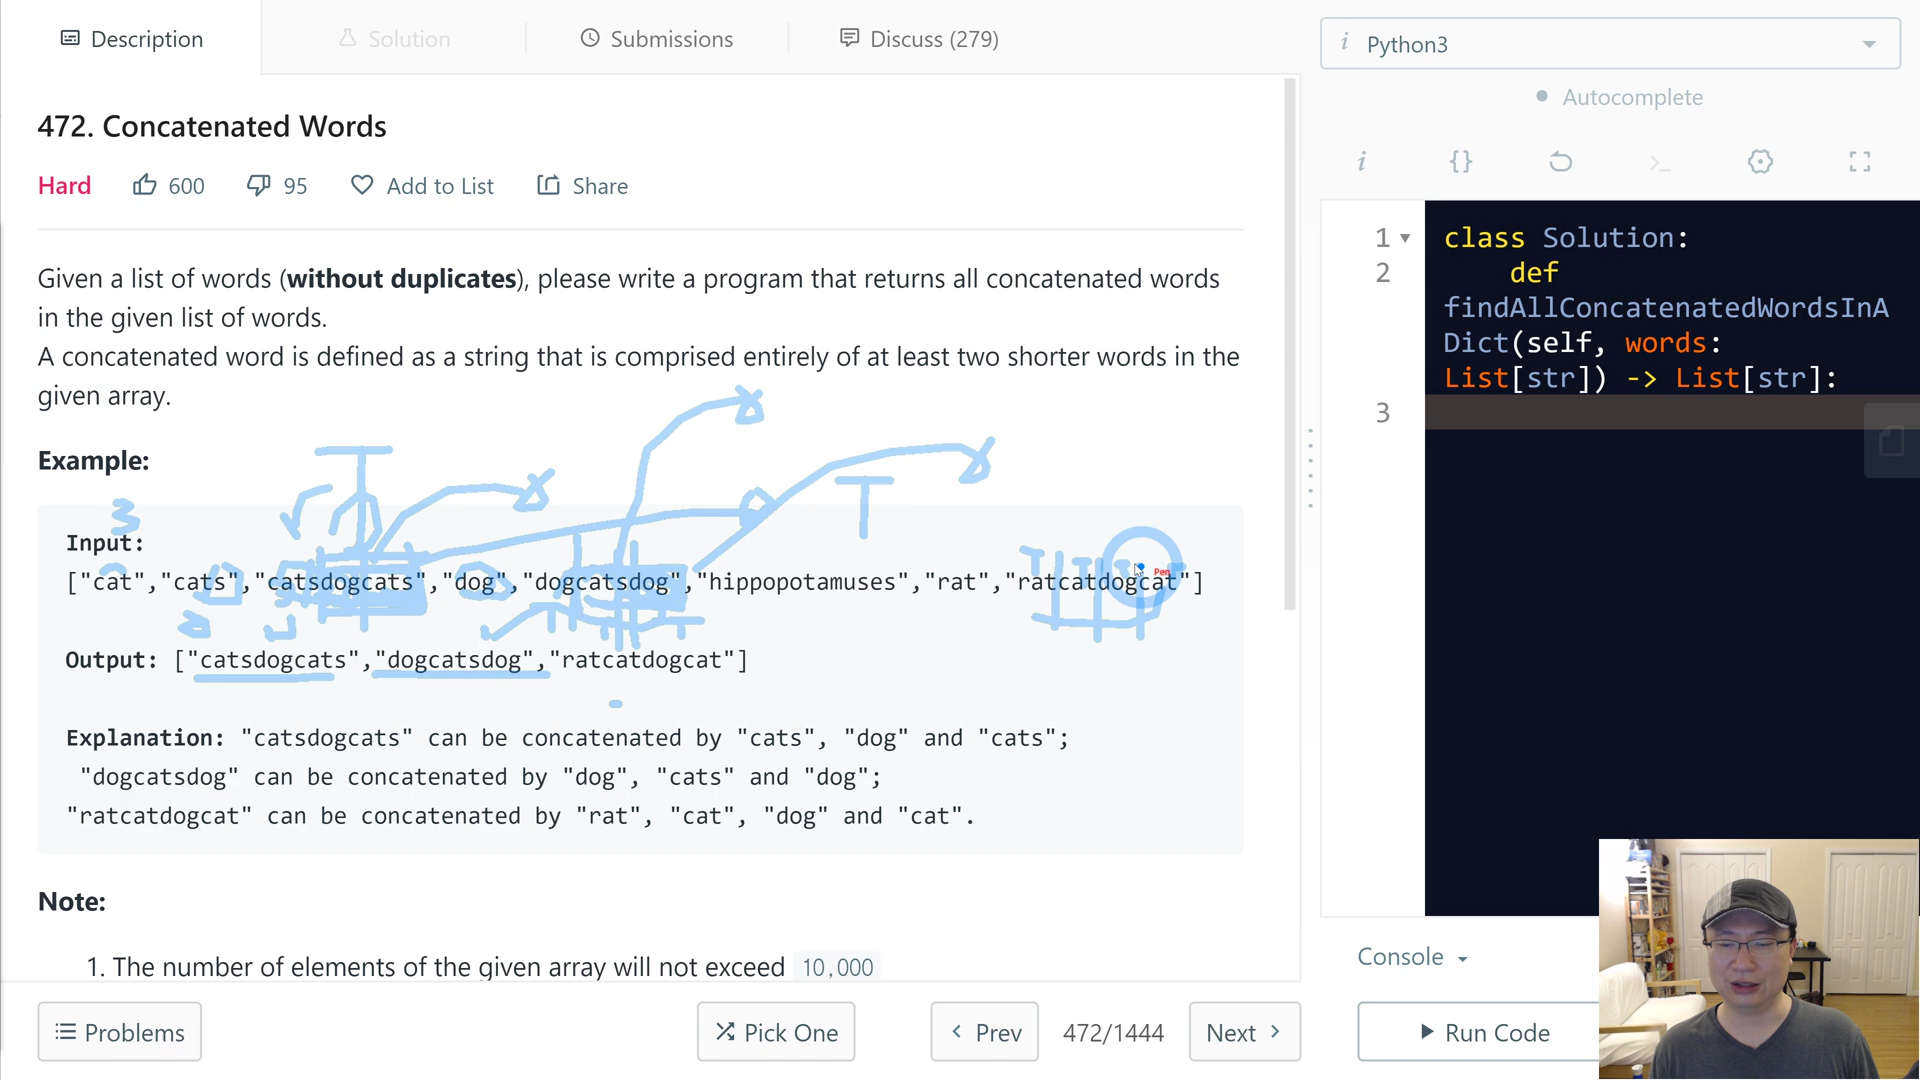 Description
Solution
Submissions
Discuss (279)
i Python3
Autocomplete
i {} >_
472. Concatenated Words
Hard 600 95 Add to List Share
Given a list of words (without duplicates), please write a program that returns all concatenated words
in the given list of words.
A concatenated word is defined as a string that is comprised entirely of at least two shorter words in the
given array.
Example:
T
T
3
Input:
["cat","cats","catsdogcats","dog","dogcatsdog","hippopotamuses","rat","ratcatdogcat"]
Pen
Output: ["catsdogcats","dogcatsdog","ratcatdogcat"]
Explanation: "catsdogcats" can be concatenated by "cats", "dog" and "cats";
"dogcatsdog" can be concatenated by "dog", "cats" and "dog";
"ratcatdogcat" can be concatenated by "rat", "cat", "dog" and "cat".
Note:
1. The number of elements of the given array will not exceed 10,000
Problems
Pick One
< Prev
472/1444
Next >
1 class Solution:
2 def
findAllConcatenatedWordsInA
Dict(self, words:
List[str]) -> List[str]:
3
Console
Run Code